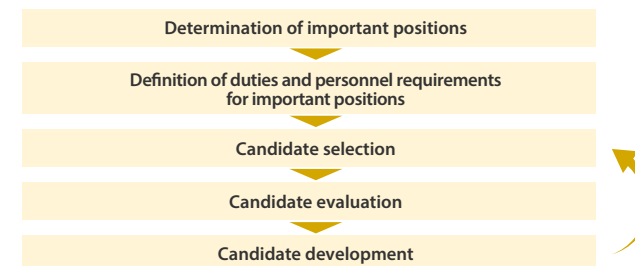 Determination of important positions
Definition of duties and personnel requirements
for important positions
Candidate selection
Candidate evaluation
Candidate development